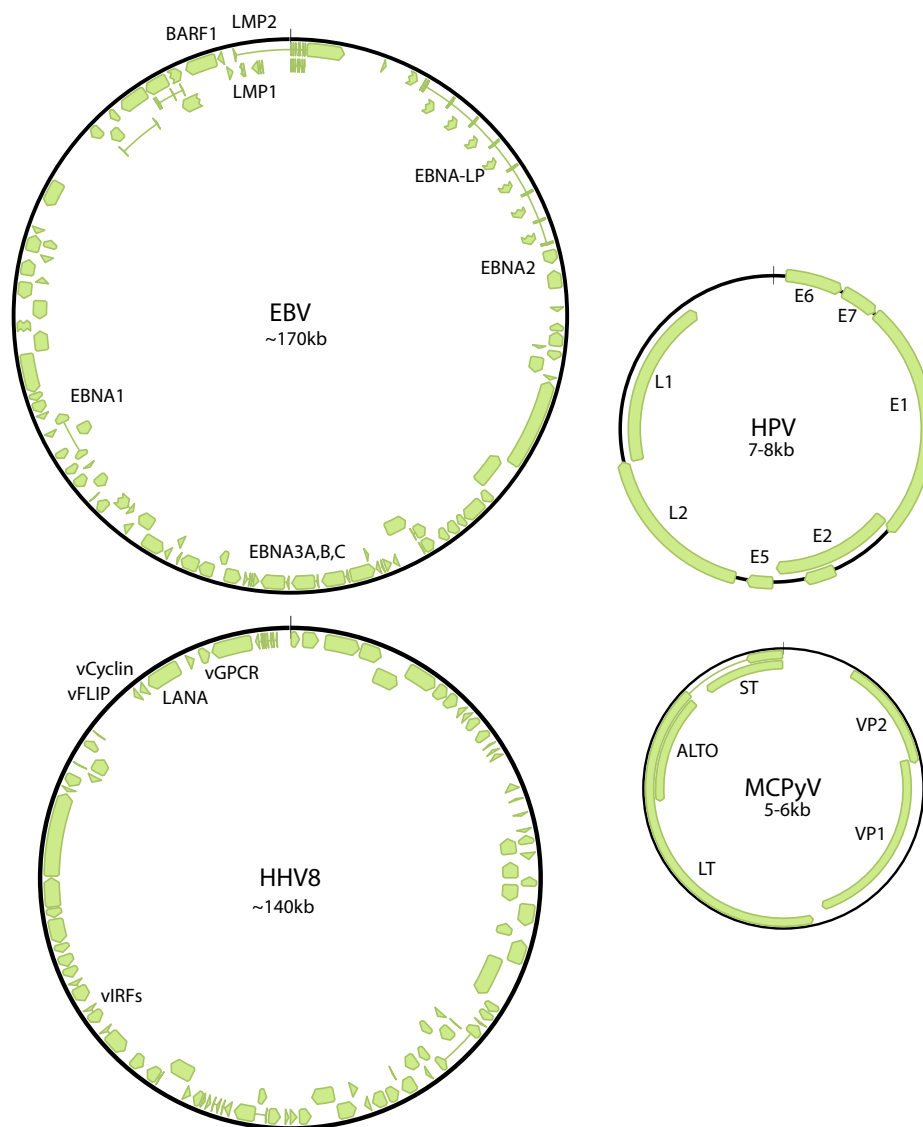 LMP2
BARF1
LMP1
EBNA-LP
EBNA2
EBV
~170kb
EBNA1
EBNA3A,B,C
E6
E7
L1
E1
HPV
7-8kb
L2
E2
E5
vCyclin
vGPCR
vFLIP
LANA
HHV8
~140kb
vIRFs
ST
VP2
ALTO
MCPyV
5-6kb
VP1
LT